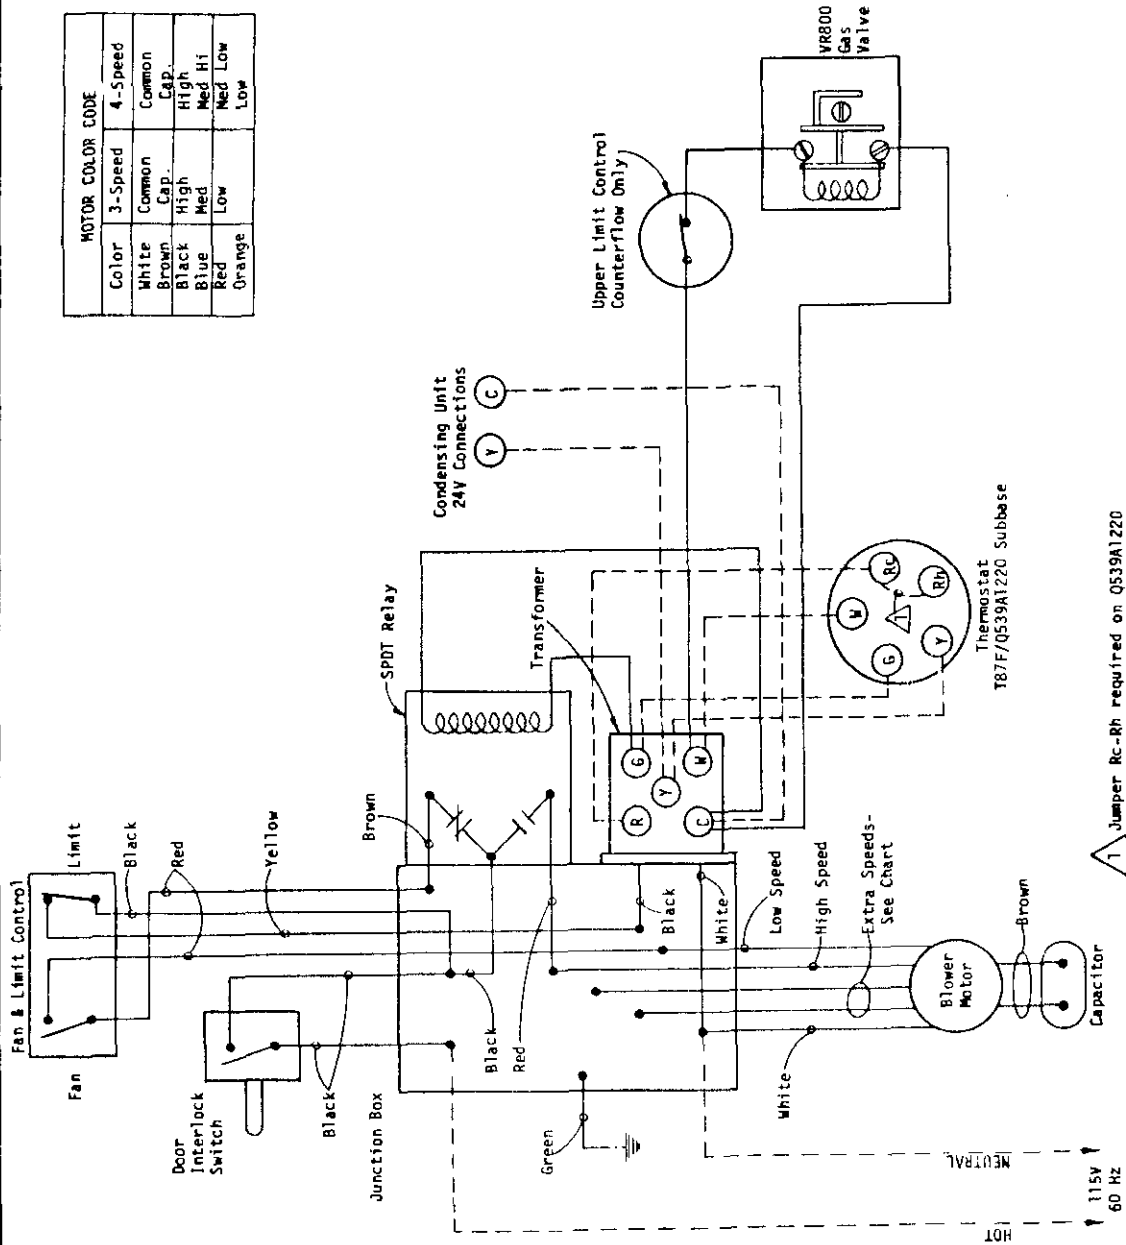 MOTOR COLOR CODE
Color 3-Speed 4-Speed
White Common Common
Brown Cap. Cap.
Black High High
Blue Med Med Hi
Red Low Med Low
Orange Low
VR800
Gas
Valve
Upper Limit Control
Counterflow Only
Condensing Unit
24V Connections
Y
C
SPDT Relay
Transformer
G
Y
W
R
C
W
Rc
Rh
G
Y
1
Thermostat
T87F/Q539A1220 Subbase
1 Jumper Rc-Rh required on Q539A1220
Fan & Limit Control
Limit
Fan
Black
Red
Yellow
Brown
Door
Interlock
Switch
Black
Junction Box
Black
Red
Black
White
Low Speed
High Speed
Extra Speeds-
See Chart
Green
White
Blower
Motor
Brown
Capacitor
NEUTRAL
HOT
115V
60 Hz